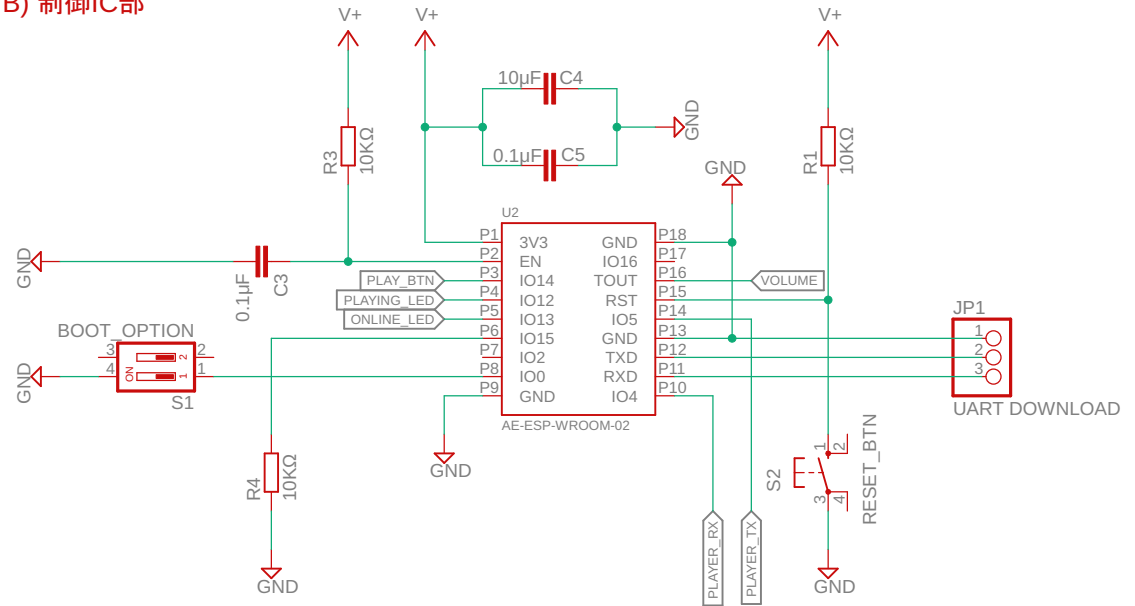 B) 制御IC部
V+
V+
V+
10µF
C4
GND
0.1µF
C5
R3
10KΩ
R1
10KΩ
GND
U2
P1
3V3
GND
P18
P2
EN
IO16
P17
P3
IO14
TOUT
P16
P4
IO12
RST
P15
P5
IO13
IO5
P14
P6
IO15
GND
P13
P7
IO2
TXD
P12
P8
IO0
RXD
P11
P9
GND
IO4
P10
AE-ESP-WROOM-02
GND
0.1µF
C3
PLAY_BTN
PLAYING_LED
ONLINE_LED
VOLUME
BOOT_OPTION
3
2
4
1
ON
2
1
S1
GND
JP1
1
2
3
UART DOWNLOAD
GND
R4
10KΩ
GND
PLAYER_RX
PLAYER_TX
S2
1
2
3
4
RESET_BTN
GND